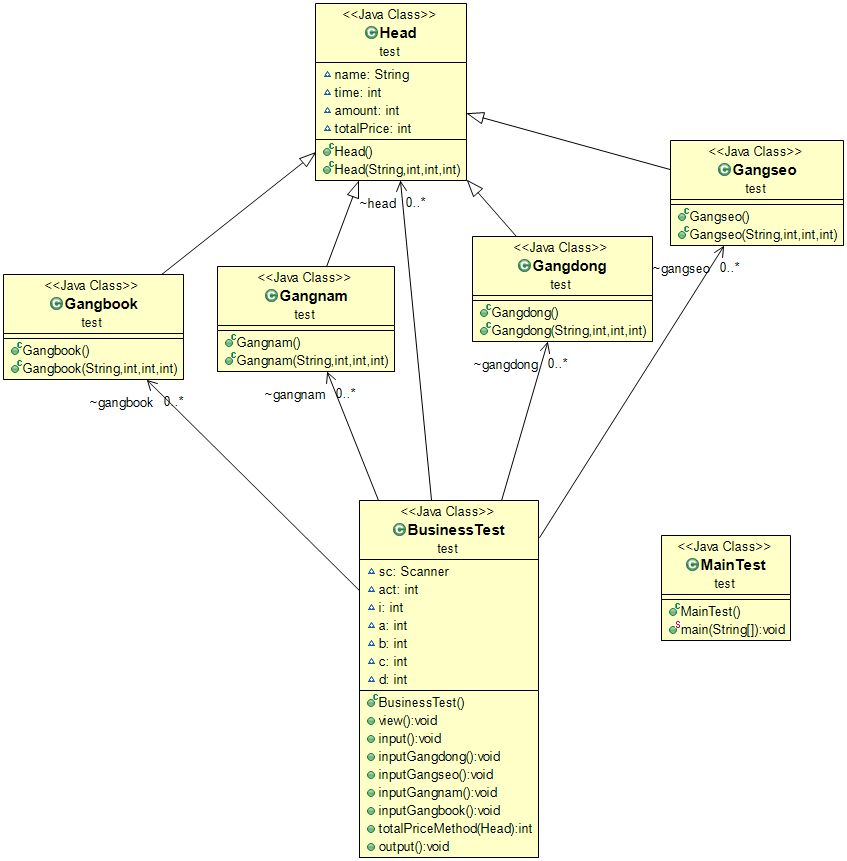 <<Java Class>>
Head
test
name: String
time: int
amount: int
totalPrice: int
Head()
Head(String,int,int,int)
<<Java Class>>
Gangseo
test
Gangseo()
Gangseo(String,int,int,int)
~head 0..*
<<Java Class>>
Gangdong
test
Gangdong()
Gangdong(String,int,int,int)
~gangseo 0..*
<<Java Class>>
Gangnam
test
Gangnam()
Gangnam(String,int,int,int)
<<Java Class>>
Gangbook
test
Gangbook()
Gangbook(String,int,int,int)
~gangdong 0..*
~gangnam 0..*
~gangbook 0..*
<<Java Class>>
BusinessTest
test
sc: Scanner
act: int
i: int
a: int
b: int
c: int
d: int
BusinessTest()
view():void
input():void
inputGangdong():void
inputGangseo():void
inputGangnam():void
inputGangbook():void
totalPriceMethod(Head):int
output():void
<<Java Class>>
MainTest
test
MainTest()
main(String[]):void